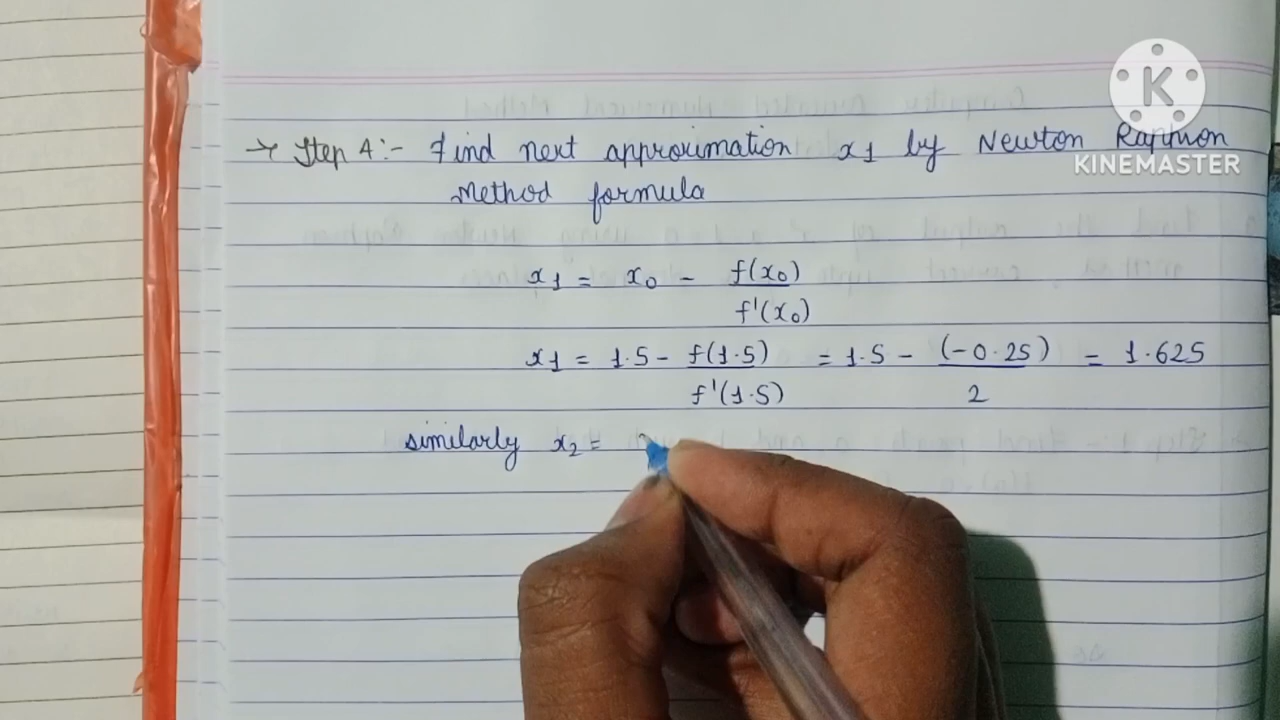 → Step 4:- Find next approximation x1 by Newton Raphson
Method formula
x1 = x0 - f(x0)
f'(x0)
x1 = 1.5 - f(1.5) = 1.5 - (-0.25) = 1.625
f'(1.5) 2
similarly x2 =
K
KINEMASTER